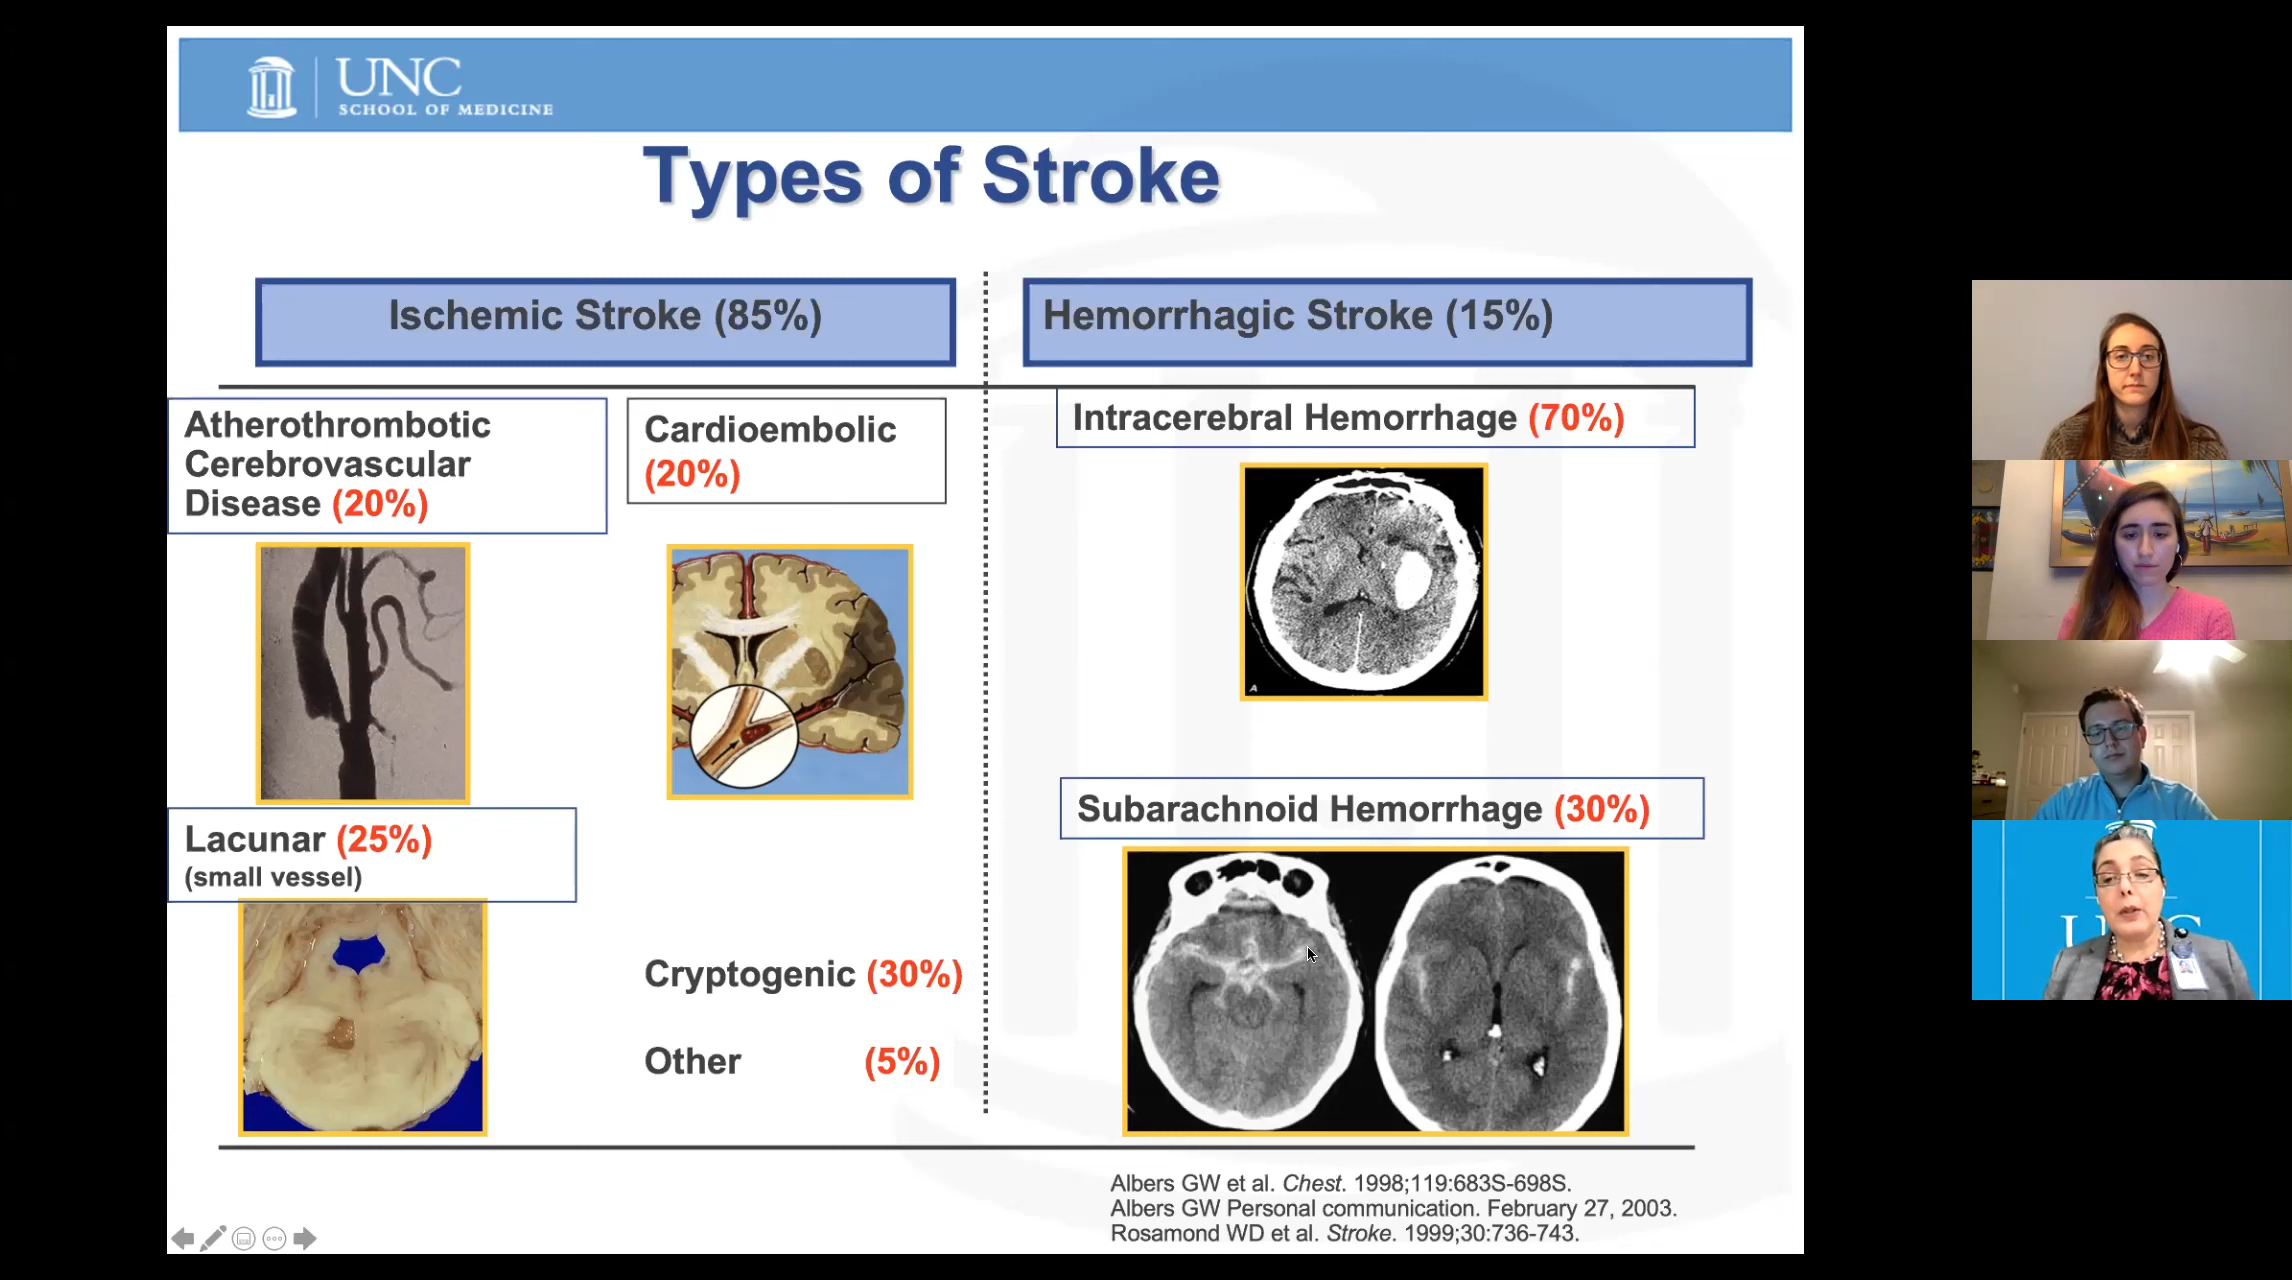 UNC
SCHOOL OF MEDICINE
Types of Stroke
Ischemic Stroke (85%)
Hemorrhagic Stroke (15%)
Atherothrombotic
Cerebrovascular
Disease (20%)
Cardioembolic
(20%)
Lacunar (25%)
(small vessel)
Cryptogenic (30%)
Other (5%)
Intracerebral Hemorrhage (70%)
A
Subarachnoid Hemorrhage (30%)
Albers GW et al. Chest. 1998;119:683S-698S.
Albers GW Personal communication. February 27, 2003.
Rosamond WD et al. Stroke. 1999;30:736-743.